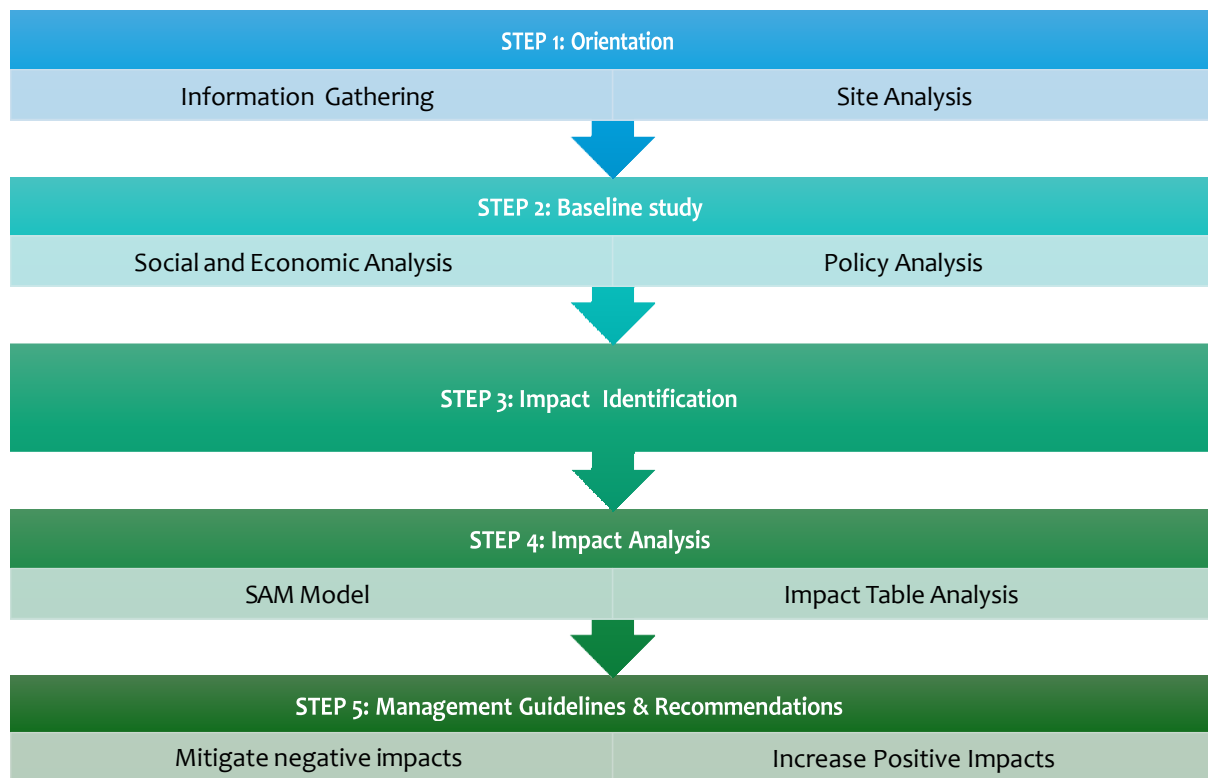 STEP 1: Orientation
Information Gathering
Site Analysis
STEP 2: Baseline study
Social and Economic Analysis
Policy Analysis
STEP 3: Impact Identification
STEP 4: Impact Analysis
SAM Model
Impact Table Analysis
STEP 5: Management Guidelines & Recommendations
Mitigate negative impacts
Increase Positive Impacts